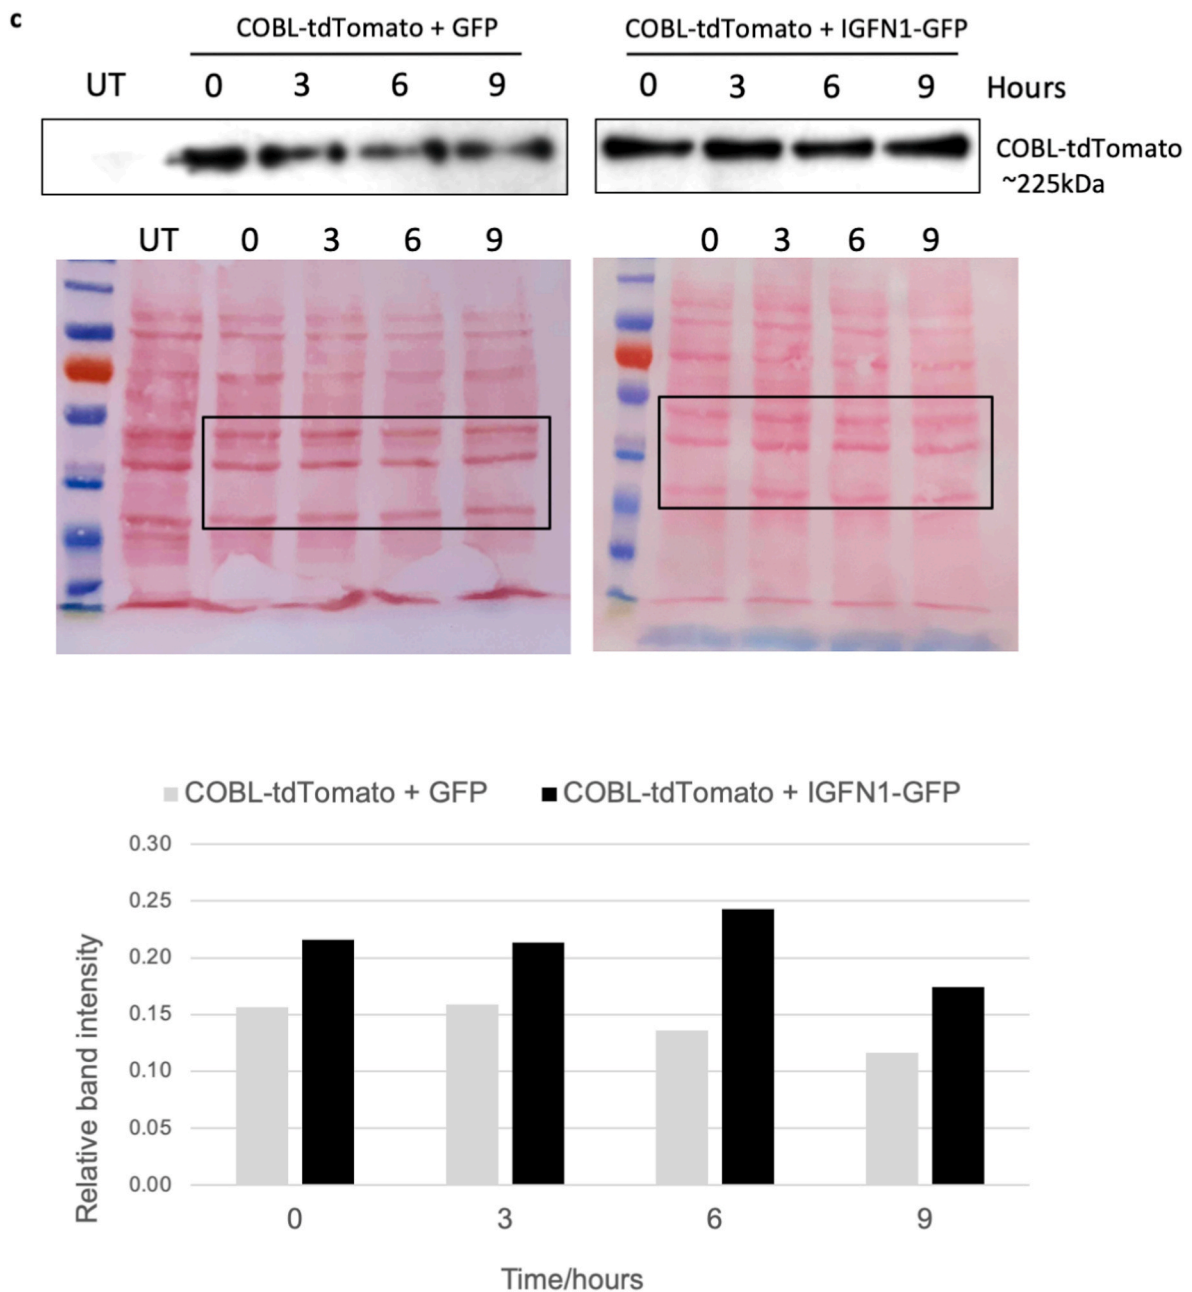 c
COBL-tdTomato + GFP
COBL-tdTomato + IGFN1-GFP
UT 0 3 6 9
0 3 6 9 Hours
COBL-tdTomato
~225kDa
UT 0 3 6 9
0 3 6 9
COBL-tdTomato + GFP
COBL-tdTomato + IGFN1-GFP
Relative band intensity
0.30
0.25
0.20
0.15
0.10
0.05
0.00
0 3 6 9
Time/hours